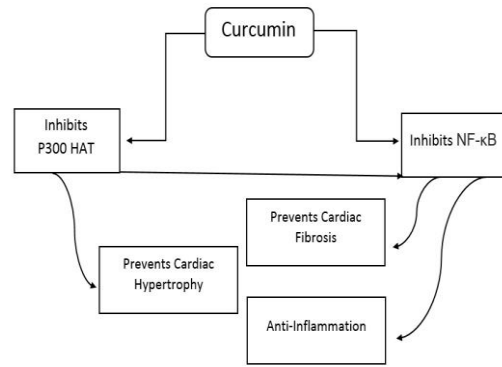 Curcumin
Inhibits
P300 HAT
Inhibits NF-κB
Prevents Cardiac
Fibrosis
Prevents Cardiac
Hypertrophy
Anti-Inflammation